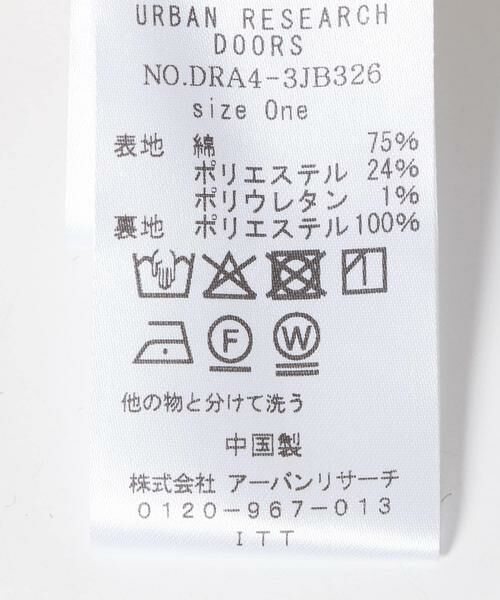 URBAN RESEARCH
DOORS
NO.DRA4-3JB326
size One
表地 綿 75%
ポリエステル 24%
ポリウレタン 1%
裏地 ポリエステル 100%
F W
他の物と分けて洗う
中国製
株式会社 アーバンリサーチ
0120-967-013
ITT